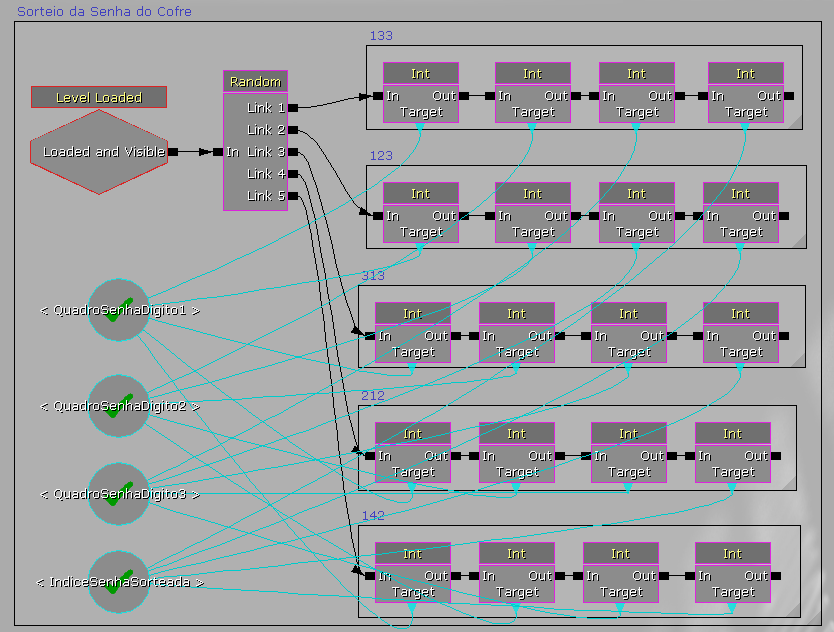 Sorteio da Senha do Cofre
Level Loaded
Loaded and Visible
Random
Link 1
Link 2
In Link 3
Link 4
Link 5
133
Int Int Int Int
In Out In Out In Out In Out
Target Target Target Target
123
Int Int Int Int
In Out In Out In Out In Out
Target Target Target Target
313
Int Int Int Int
In Out In Out In Out In Out
Target Target Target Target
212
Int Int Int Int
In Out In Out In Out In Out
Target Target Target Target
142
Int Int Int Int
In Out In Out In Out In Out
Target Target Target Target
< QuadroSenhaDigito1 >
< QuadroSenhaDigito2 >
< QuadroSenhaDigito3 >
< IndiceSenhaSorteada >